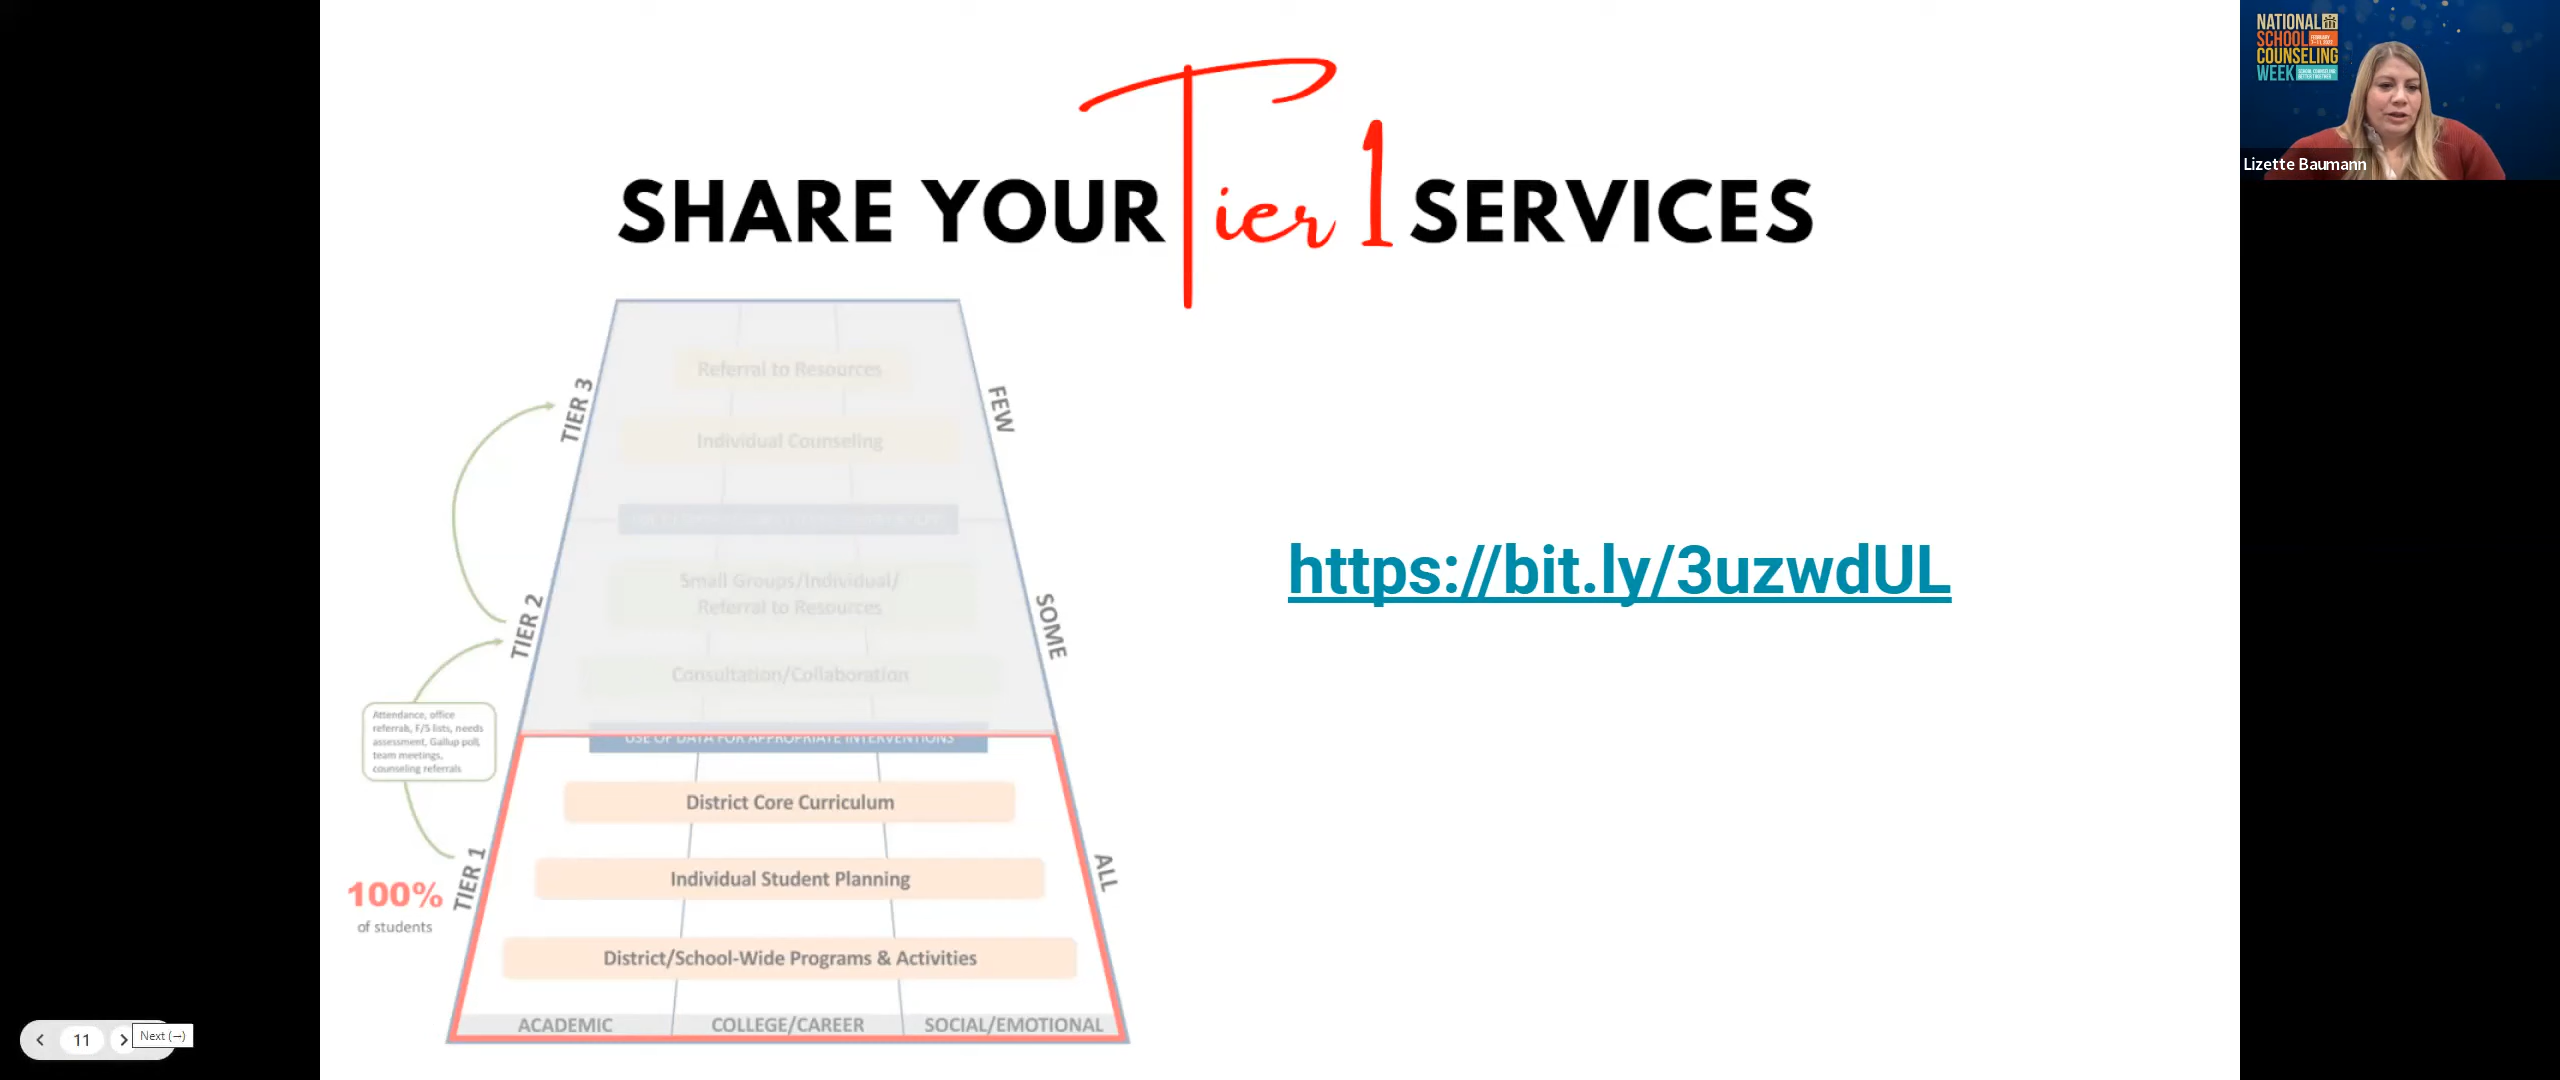 SHARE YOUR Tier 1 SERVICES
TIER 3
FEW
Referral to Resources
Individual Counseling
TIER 2
SOME
Small Groups/Individual/
Referral to Resources
Consultation/Collaboration
https://bit.ly/3uzwdUL
Attendance, office
referrals, F/S lists, needs
assessment, Gallup poll,
team meetings,
counseling referrals
USE OF DATA FOR APPROPRIATE INTERVENTIONS
TIER 1
ALL
100%
of students
District Core Curriculum
Individual Student Planning
District/School-Wide Programs & Activities
ACADEMIC COLLEGE/CAREER SOCIAL/EMOTIONAL
11
Next (→)
NATIONAL
SCHOOL
COUNSELING
WEEK
Lizette Baumann